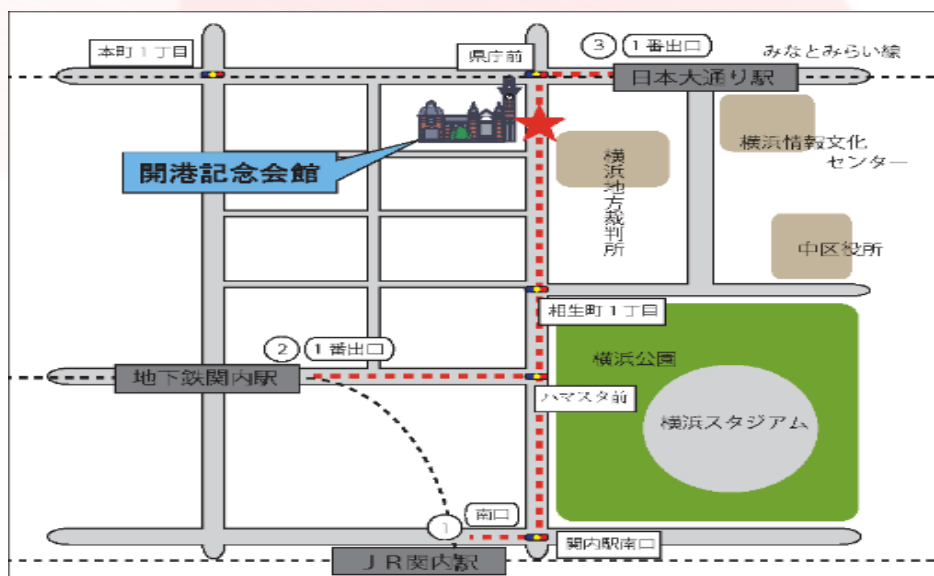 本町1丁目
県庁前
③
1番出口
みなとみらい線
日本大通り駅
開港記念会館
横浜地方裁判所
横浜情報文化
センター
中区役所
相生町1丁目
②
1番出口
地下鉄関内駅
横浜公園
ハマスタ前
横浜スタジアム
①
南口
関内駅南口
JR関内駅